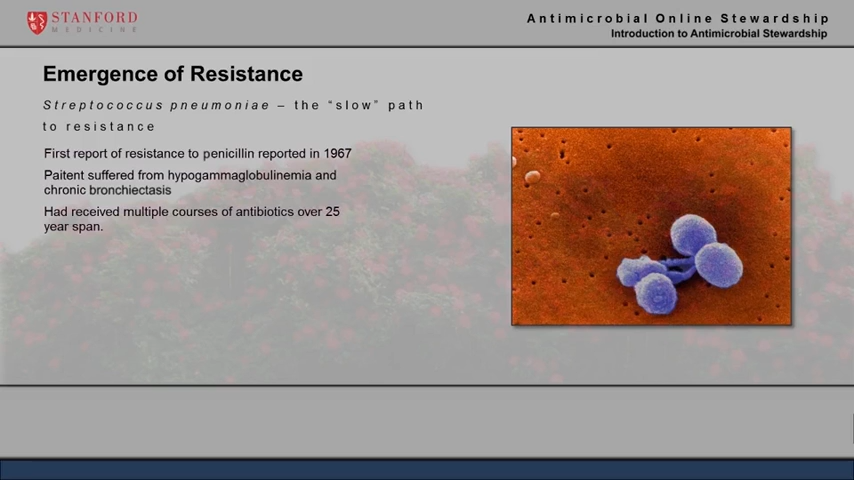 STANFORD
MEDICINE
Antimicrobial Online Stewardship
Introduction to Antimicrobial Stewardship
Emergence of Resistance
Streptococcus pneumoniae – the “slow” path
to resistance
First report of resistance to penicillin reported in 1967
Paitent suffered from hypogammaglobulinemia and
chronic bronchiectasis
Had received multiple courses of antibiotics over 25
year span.